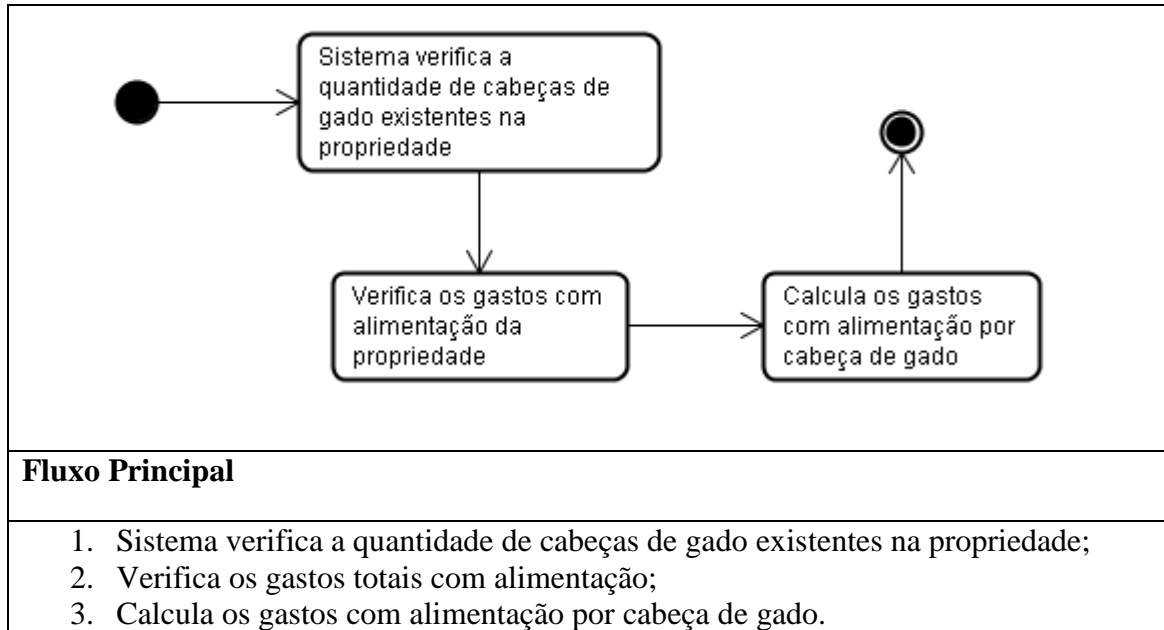 Sistema verifica a
quantidade de cabeças de
gado existentes na
propriedade
Verifica os gastos com
alimentação da
propriedade
Calcula os gastos
com alimentação por
cabeça de gado
Fluxo Principal
1. Sistema verifica a quantidade de cabeças de gado existentes na propriedade;
2. Verifica os gastos totais com alimentação;
3. Calcula os gastos com alimentação por cabeça de gado.